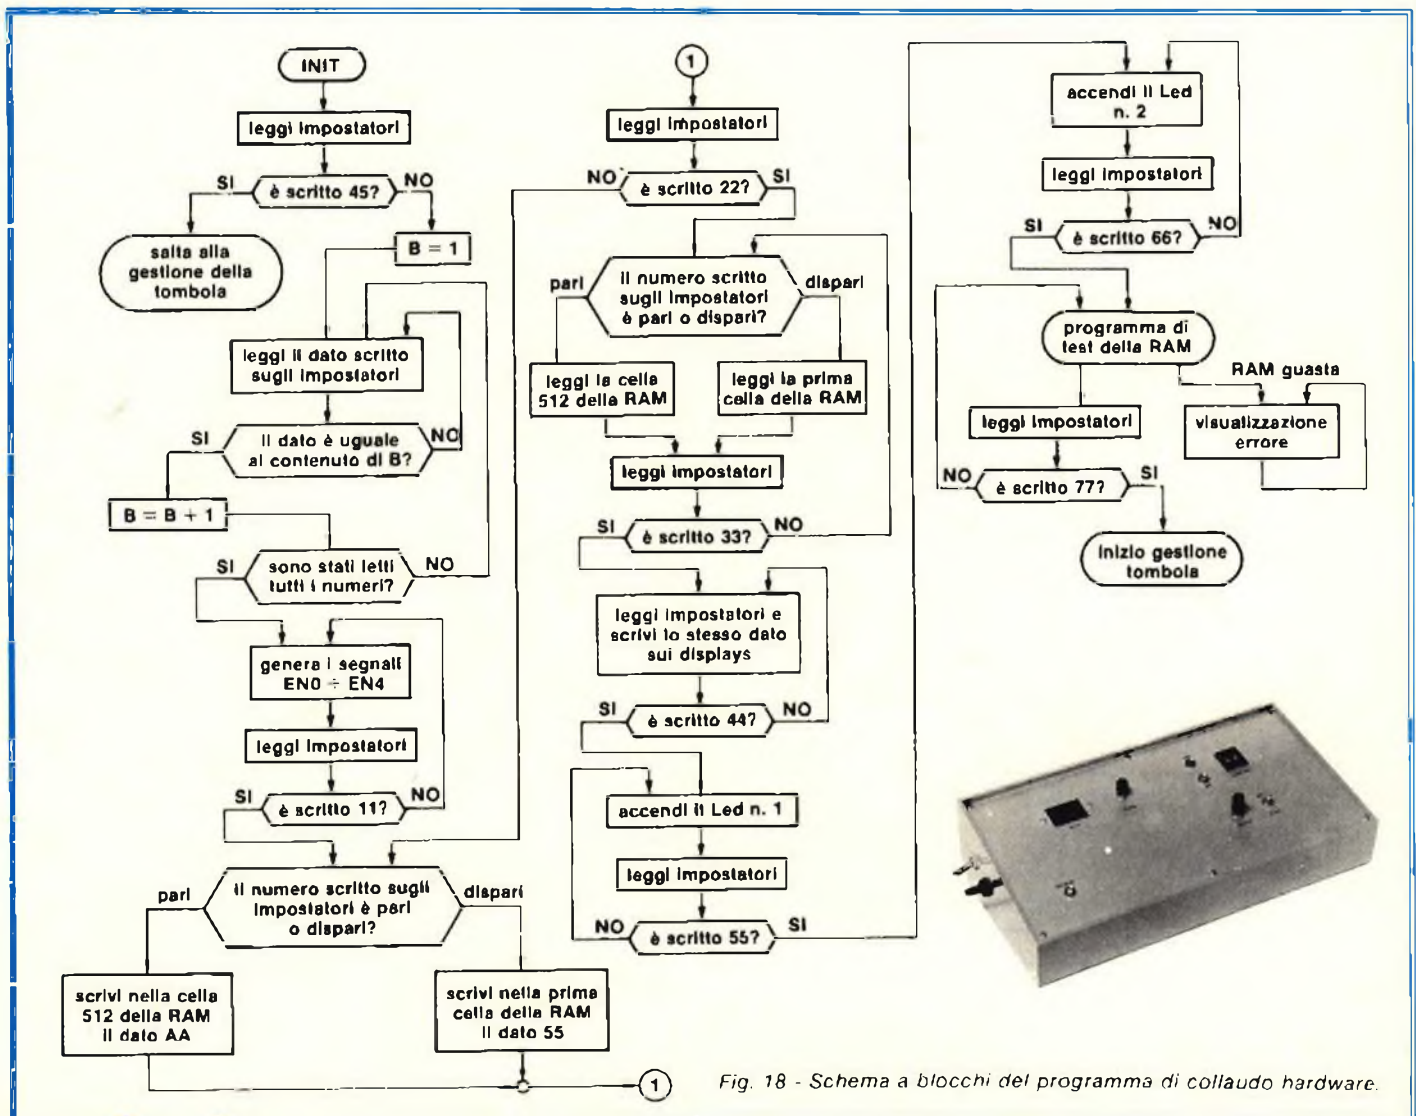 INIT
leggi impostatori
SI
è scritto 45?
NO
salta alla
gestione della
tombola
B = 1
leggi il dato scritto
sugli impostatori
SI
il dato è uguale
al contenuto di B?
NO
B = B + 1
SI
sono stati letti
tutti i numeri?
NO
genera i segnali
EN0 ÷ EN4
leggi impostatori
SI
è scritto 11?
NO
pari
il numero scritto sugli
impostatori è pari
o dispari?
dispari
scrivi nella cella
512 della RAM
il dato AA
scrivi nella prima
cella della RAM
il dato 55
1
1
leggi impostatori
NO
è scritto 22?
SI
pari
il numero scritto
sugli impostatori
è pari o dispari?
dispari
leggi la cella
512 della RAM
leggi la prima
cella della RAM
leggi impostatori
SI
è scritto 33?
NO
leggi impostatori e
scrivi lo stesso dato
sui displays
SI
è scritto 44?
NO
accendi il Led n. 1
leggi impostatori
NO
è scritto 55?
SI
accendi il Led
n. 2
leggi impostatori
SI
è scritto 66?
NO
programma di
test della RAM
RAM guasta
leggi impostatori
visualizzazione
errore
NO
è scritto 77?
SI
inizio gestione
tombola
Fig. 18 - Schema a blocchi del programma di collaudo hardware.